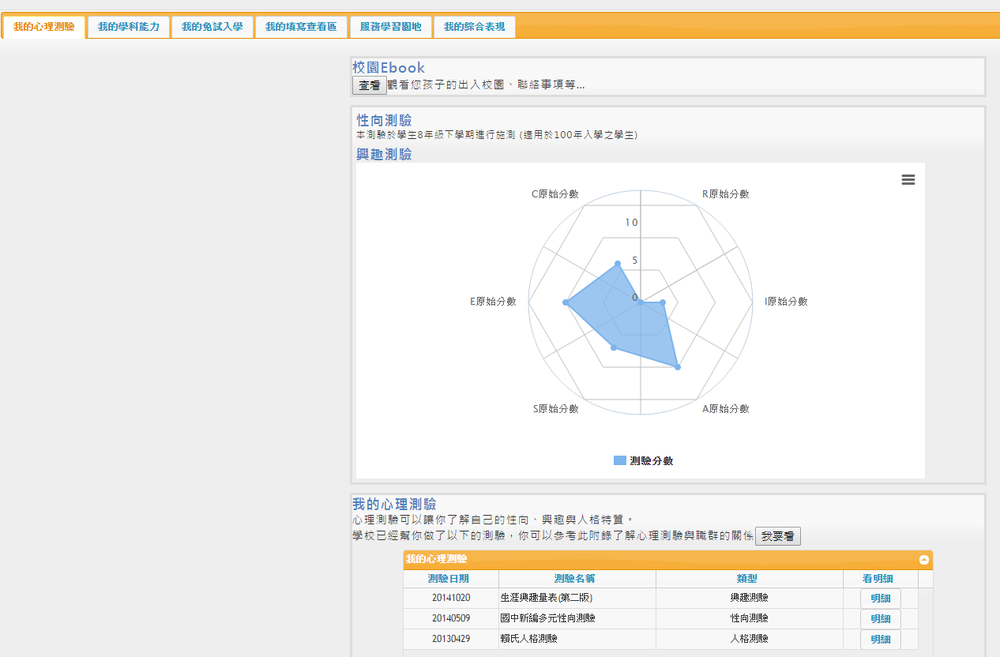 我的心理測驗 我的學科能力 我的免試入學 我的填寫查看區 服務學習園地 我的綜合表現
校園Ebook
查看 觀看您孩子的出入校園、聯絡事項等...
性向測驗
本測驗於學生8年級下學期進行施測 (適用於100年入學之學生)
興趣測驗
C原始分數 R原始分數
10
5
0
E原始分數 I原始分數
S原始分數 A原始分數
測驗分數
我的心理測驗
心理測驗可以讓你了解自己的性向、興趣與人格特質。
學校已經幫你做了以下的測驗，你可以參考此附錄了解心理測驗與職群的關係 我要看
我的心理測驗
測驗日期 測驗名稱 類型 看明細
20141020 生涯興趣量表(第二版) 興趣測驗 明細
20140509 國中新編多元性向測驗 性向測驗 明細
20130429 賴氏人格測驗 人格測驗 明細